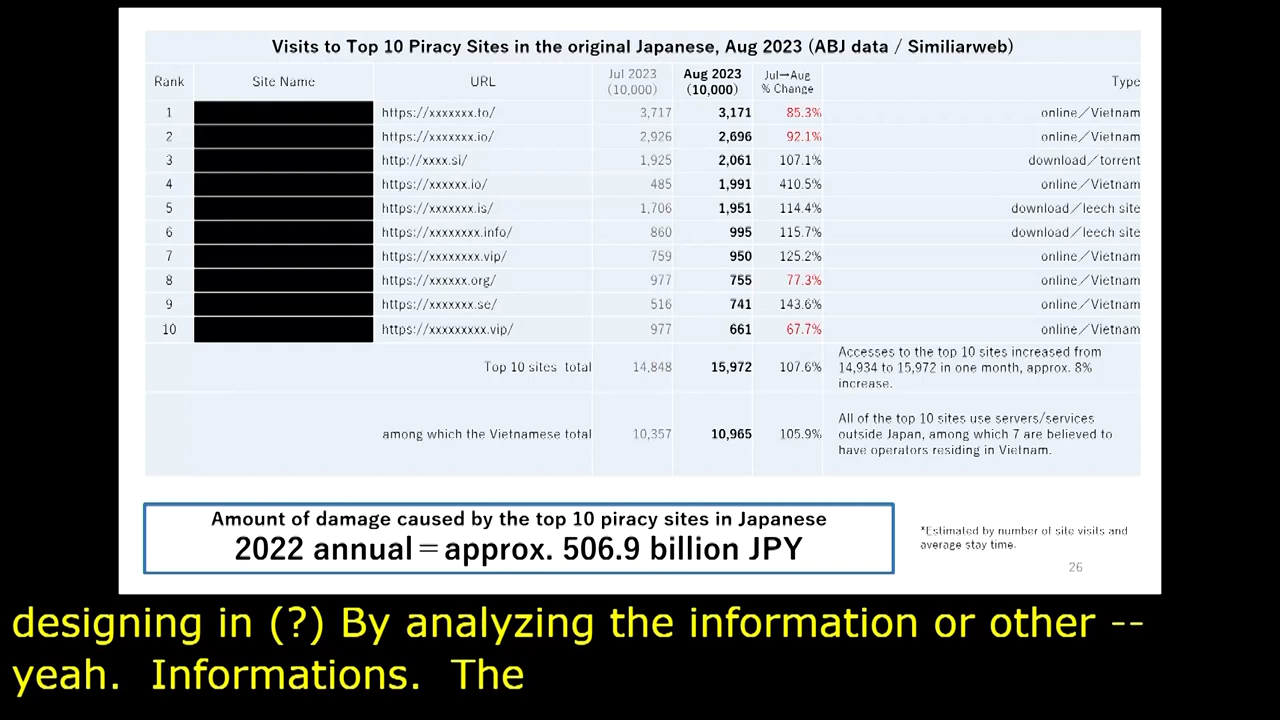 Visits to Top 10 Piracy Sites in the original Japanese, Aug 2023 (ABJ data / Similiarweb)
Rank Site Name URL Jul 2023 (10,000) Aug 2023 (10,000) Jul→Aug % Change Type
1 https://xxxxxxx.to/ 3,717 3,171 85.3% online／Vietnam
2 https://xxxxxxx.io/ 2,926 2,696 92.1% online／Vietnam
3 http://xxxx.si/ 1,925 2,061 107.1% download／torrent
4 https://xxxxxx.io/ 485 1,991 410.5% online／Vietnam
5 https://xxxxxxx.is/ 1,706 1,951 114.4% download／leech site
6 https://xxxxxxxx.info/ 860 995 115.7% download／leech site
7 https://xxxxxxxx.vip/ 759 950 125.2% online／Vietnam
8 https://xxxxxxx.org/ 977 755 77.3% online／Vietnam
9 https://xxxxxxx.se/ 516 741 143.6% online／Vietnam
10 https://xxxxxxxxx.vip/ 977 661 67.7% online／Vietnam
Top 10 sites total 14,848 15,972 107.6% Accesses to the top 10 sites increased from
14,934 to 15,972 in one month, approx. 8%
increase.
among which the Vietnamese total 10,357 10,965 105.9% All of the top 10 sites use servers/services
outside Japan, among which 7 are believed to
have operators residing in Vietnam.
Amount of damage caused by the top 10 piracy sites in Japanese
2022 annual＝approx. 506.9 billion JPY
*Estimated by number of site visits and
average stay time.
26
designing in (?) By analyzing the information or other --
yeah.  Informations.  The